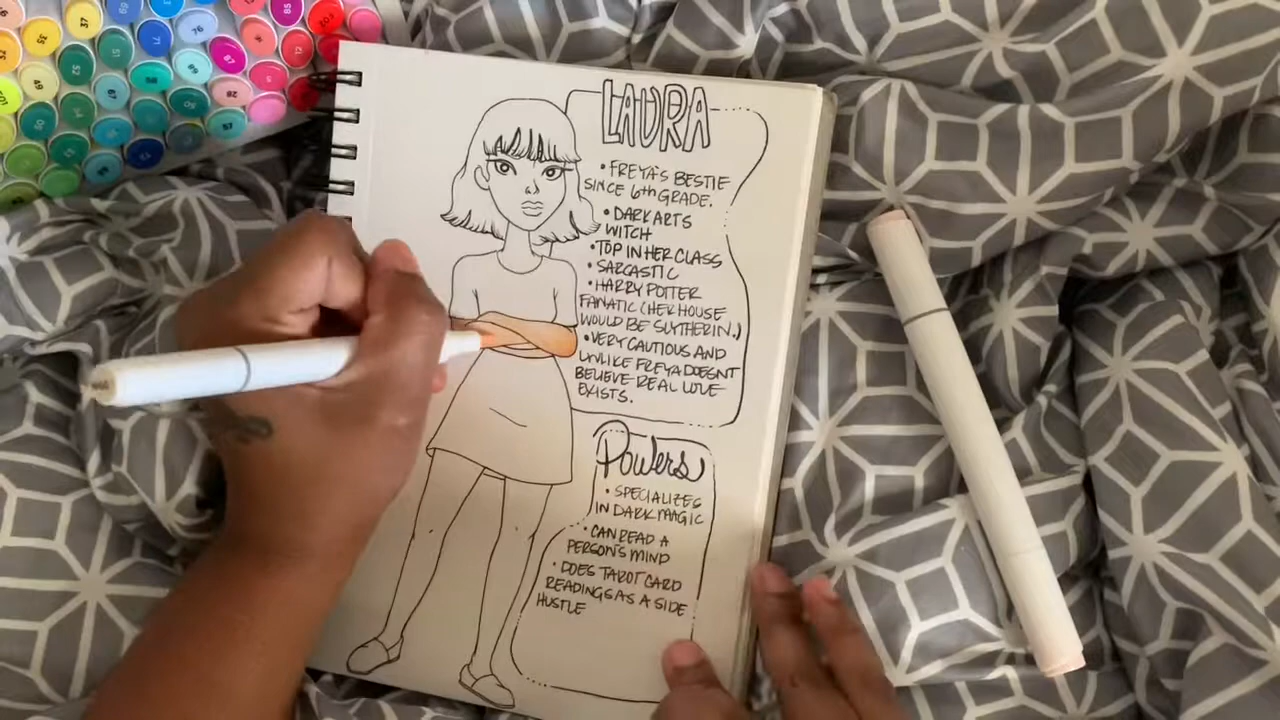 LAURA
• FREYA'S BESTIE
SINCE 6th GRADE.
• DARK ARTS
WITCH
• TOP IN HER CLASS
• SARCASTIC
• HARRY POTTER
FANATIC (HER HOUSE
WOULD BE SLYTHERIN.)
• VERY CAUTIOUS AND
UNLIKE FREYA DOESNT
BELIEVE REAL LOVE
EXISTS.
Powers
• SPECIALIZES
IN DARK MAGIC
• CAN READ A
PERSON'S MIND
• DOES TAROT CARD
READINGS AS A SIDE
HUSTLE